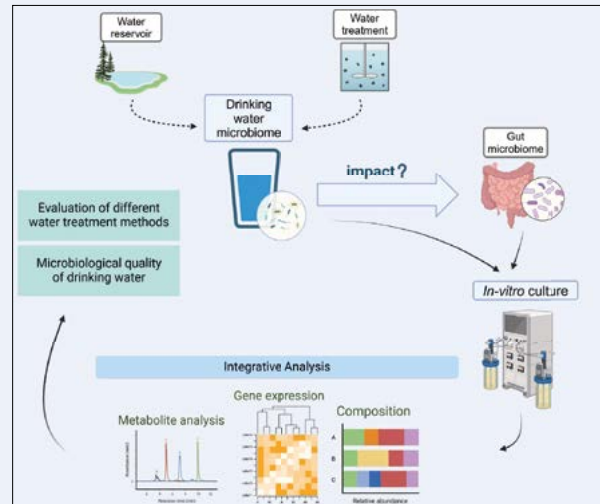 Water
reservoir
Water
treatment
Drinking
water
microbiome
Gut
microbiome
impact?
Evaluation of different
water treatment methods
Microbiological quality
of drinking water
In-vitro culture
Integrative Analysis
Gene expression
Metabolite analysis
Composition
A
B
C
Relative abundance